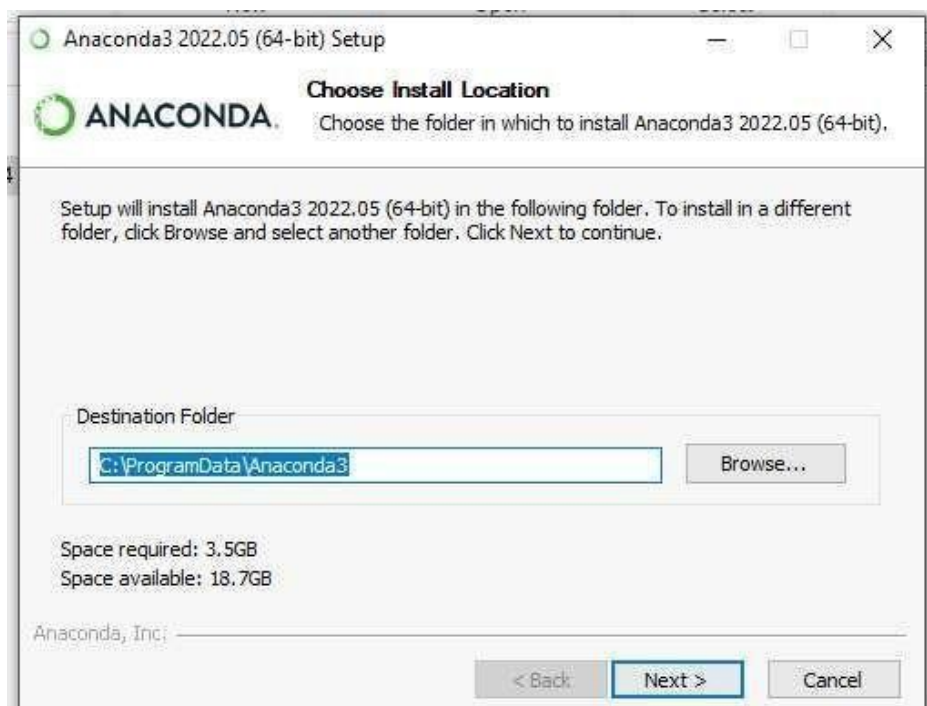 Anaconda3 2022.05 (64-bit) Setup
ANACONDA.
Choose Install Location
Choose the folder in which to install Anaconda3 2022.05 (64-bit).
Setup will install Anaconda3 2022.05 (64-bit) in the following folder. To install in a different
folder, click Browse and select another folder. Click Next to continue.
Destination Folder
C:\ProgramData\Anaconda3
Browse...
Space required: 3.5GB
Space available: 18.7GB
Anaconda, Inc.
< Back
Next >
Cancel